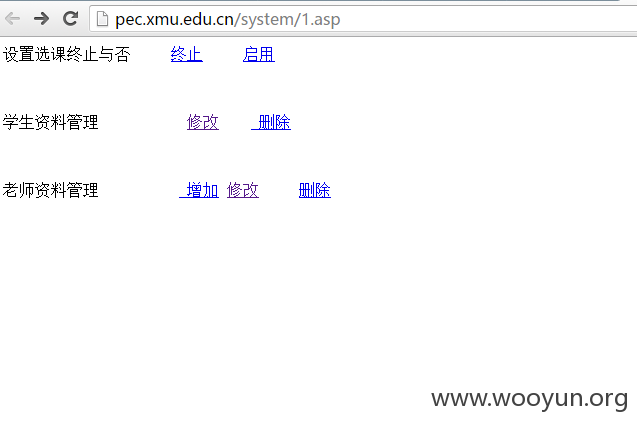 pec.xmu.edu.cn/system/1.asp
设置选课终止与否 终止 启用
学生资料管理 修改 删除
老师资料管理 增加 修改 删除
www.wooyun.org